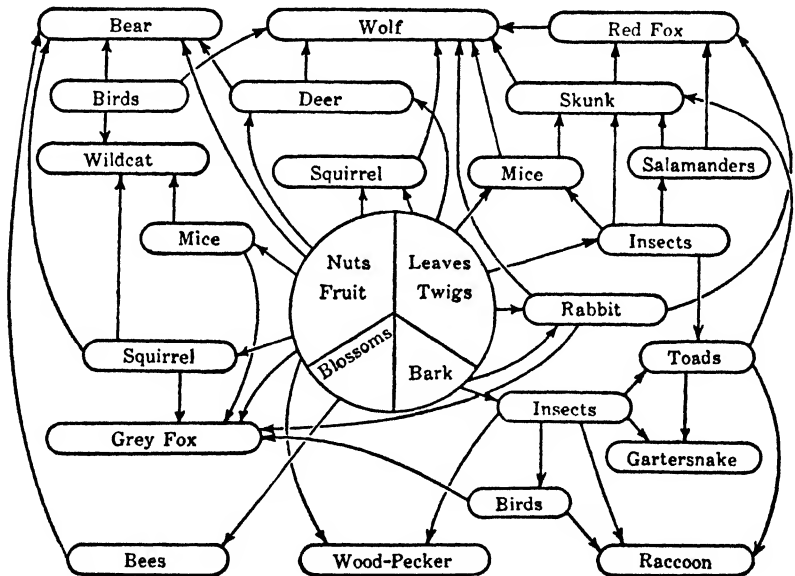 Bear
Wolf
Red Fox
Birds
Deer
Skunk
Wildcat
Squirrel
Mice
Salamanders
Mice
Insects
Nuts
Fruit
Leaves
Twigs
Rabbit
Blossoms
Bark
Squirrel
Toads
Insects
Grey Fox
Gartersnake
Birds
Bees
Wood-Pecker
Raccoon